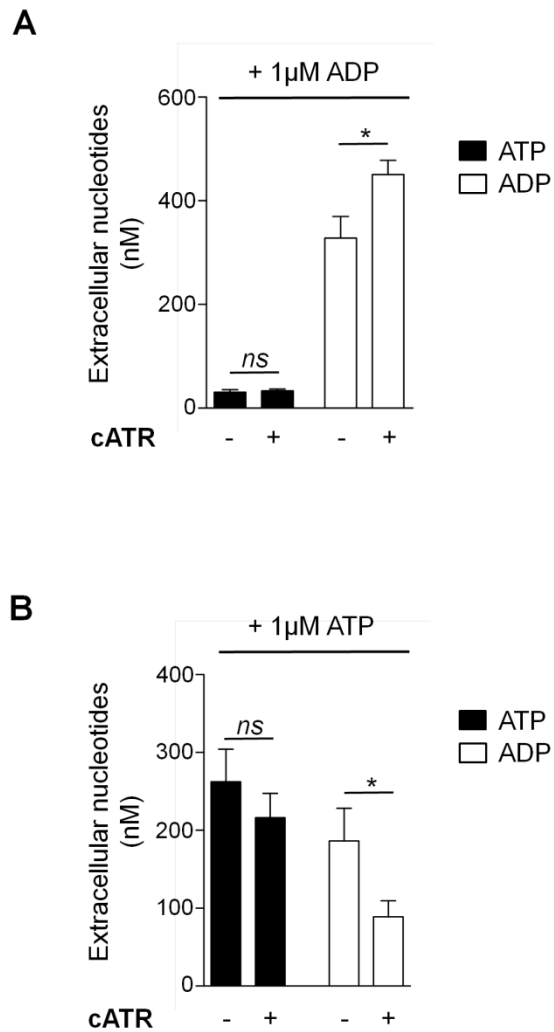 A
+ 1µM ADP
600
400
200
0
Extracellular nucleotides
(nM)
*
ns
ATP
ADP
cATR - + - +
B
+ 1µM ATP
400
300
200
100
0
Extracellular nucleotides
(nM)
ns
*
ATP
ADP
cATR - + - +